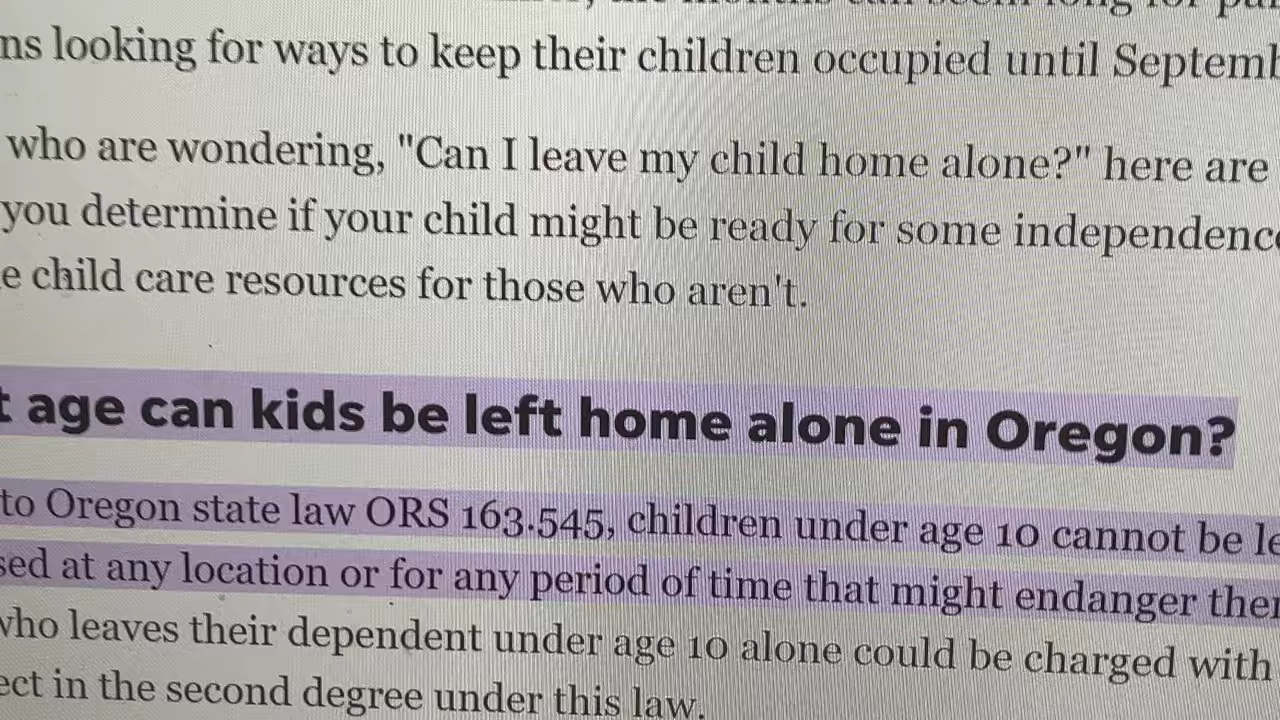 ns looking for ways to keep their children occupied until Septemb
who are wondering, "Can I leave my child home alone?" here are
you determine if your child might be ready for some independence
e child care resources for those who aren't.
t age can kids be left home alone in Oregon?
to Oregon state law ORS 163.545, children under age 10 cannot be le
sed at any location or for any period of time that might endanger ther
who leaves their dependent under age 10 alone could be charged with
ect in the second degree under this law.